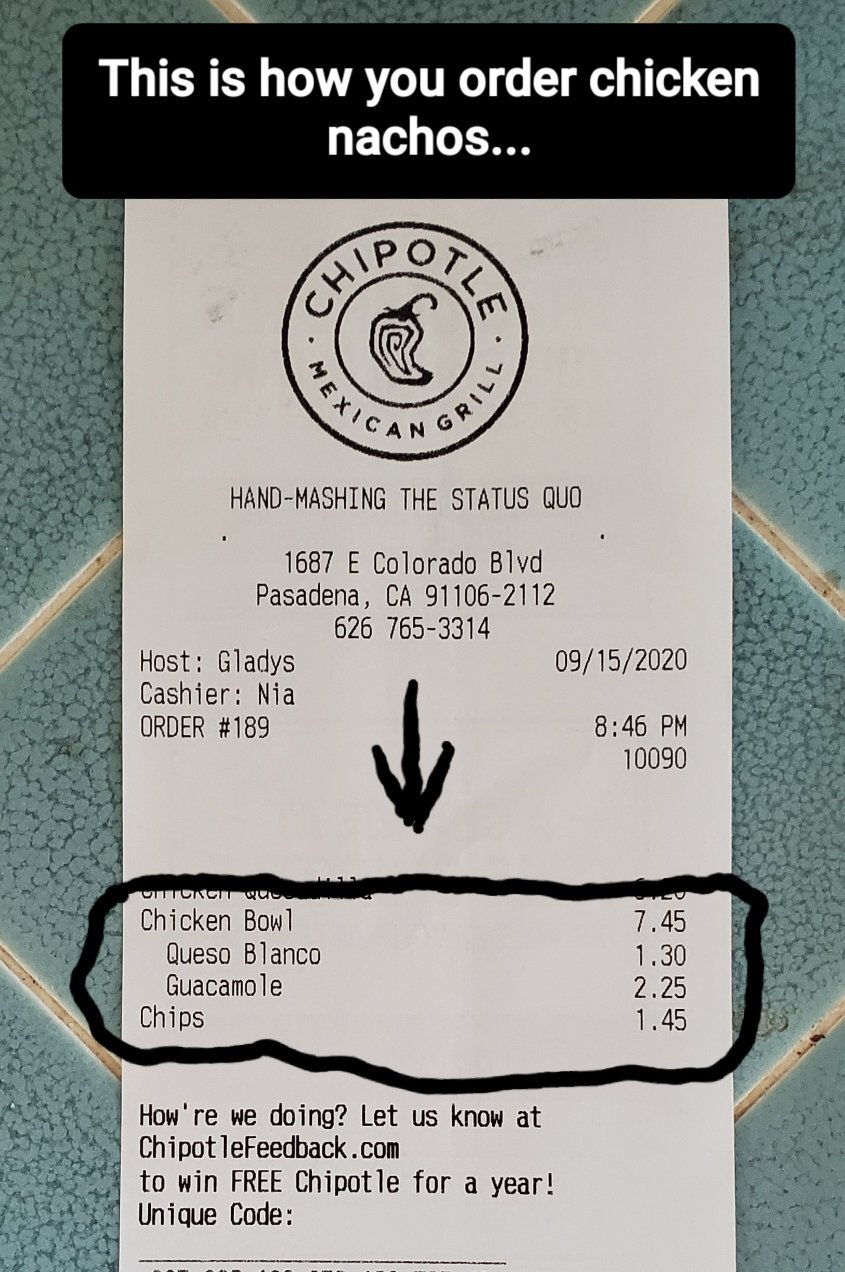 This is how you order chicken
nachos...
CHIPOTLE
MEXICAN GRILL
HAND-MASHING THE STATUS QUO
1687 E Colorado Blvd
Pasadena, CA 91106-2112
626 765-3314
Host: Gladys 09/15/2020
Cashier: Nia
ORDER #189 8:46 PM
10090
Chicken Quesadilla
Chicken Bowl 7.45
Queso Blanco 1.30
Guacamole 2.25
Chips 1.45
How're we doing? Let us know at
ChipotleFeedback.com
to win FREE Chipotle for a year!
Unique Code: